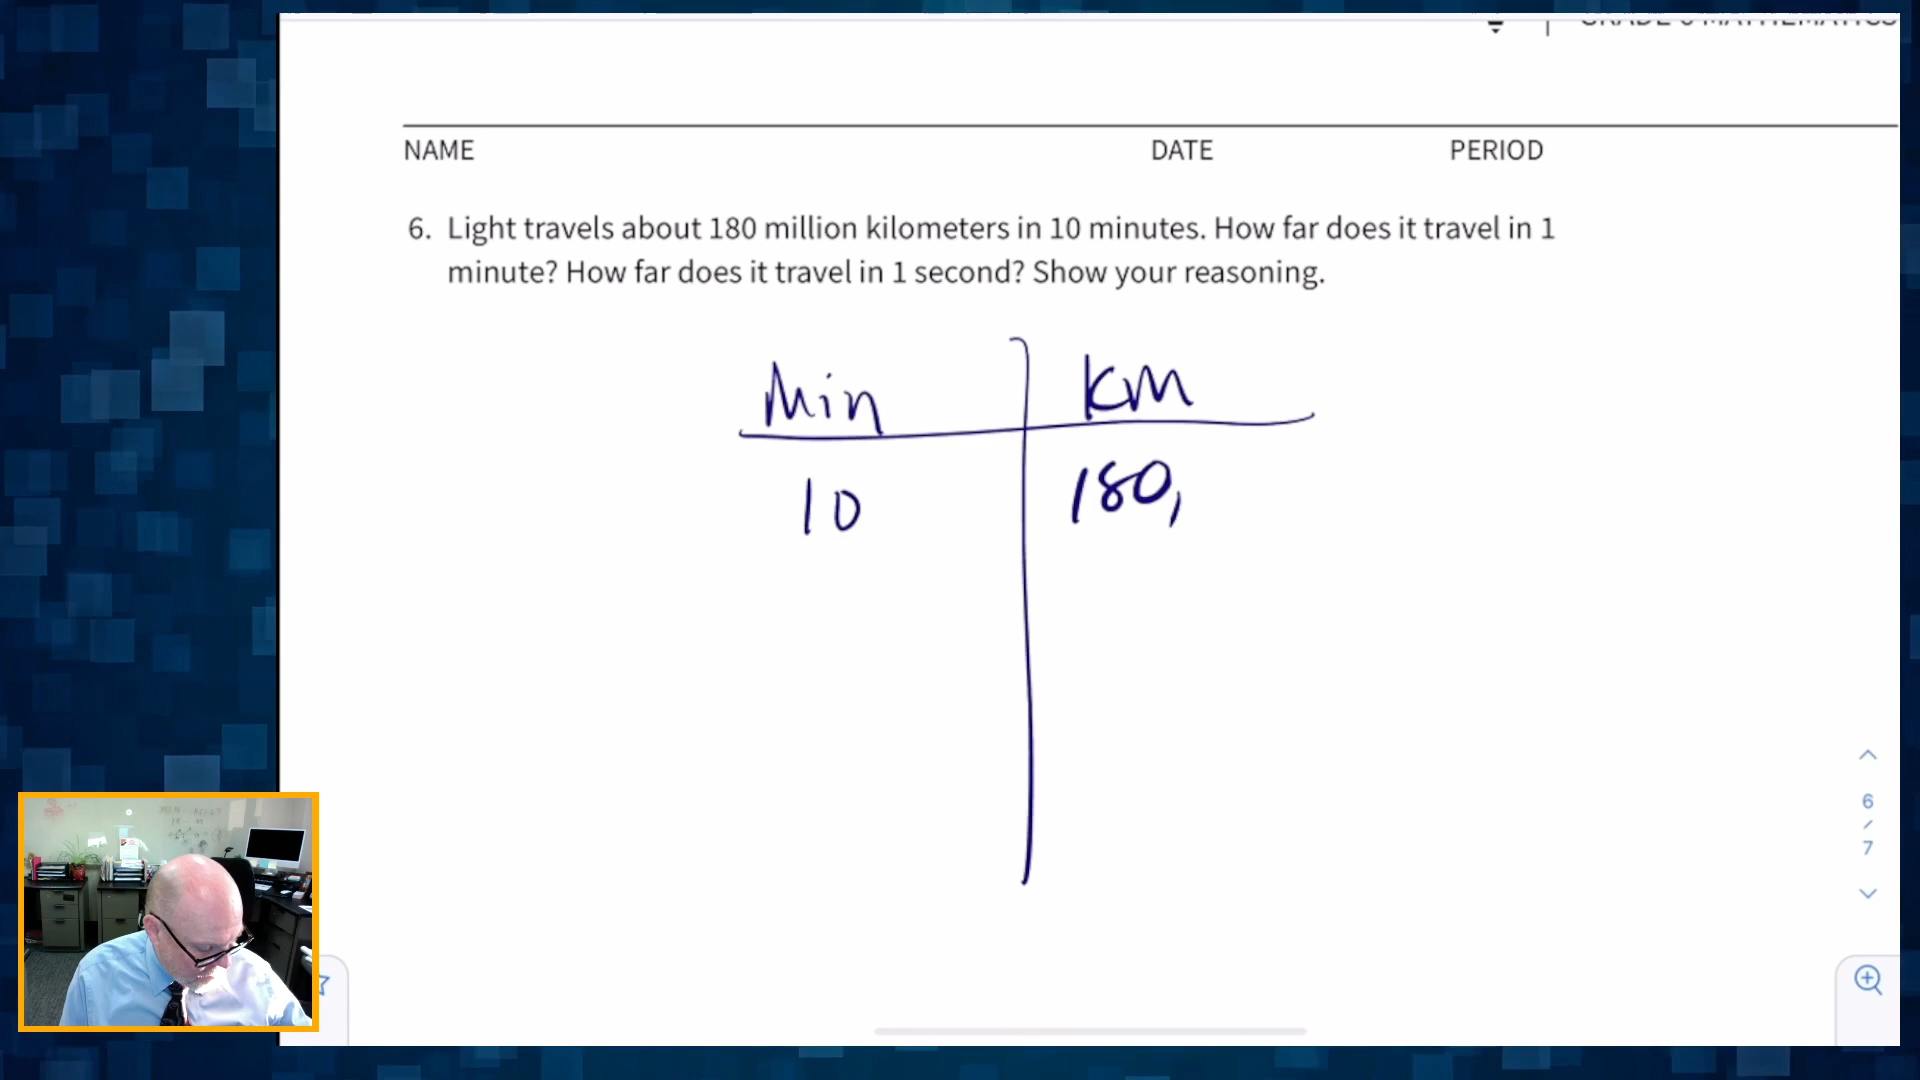 NAME DATE PERIOD
6. Light travels about 180 million kilometers in 10 minutes. How far does it travel in 1
minute? How far does it travel in 1 second? Show your reasoning.
Min km
10 180,
6
/
7